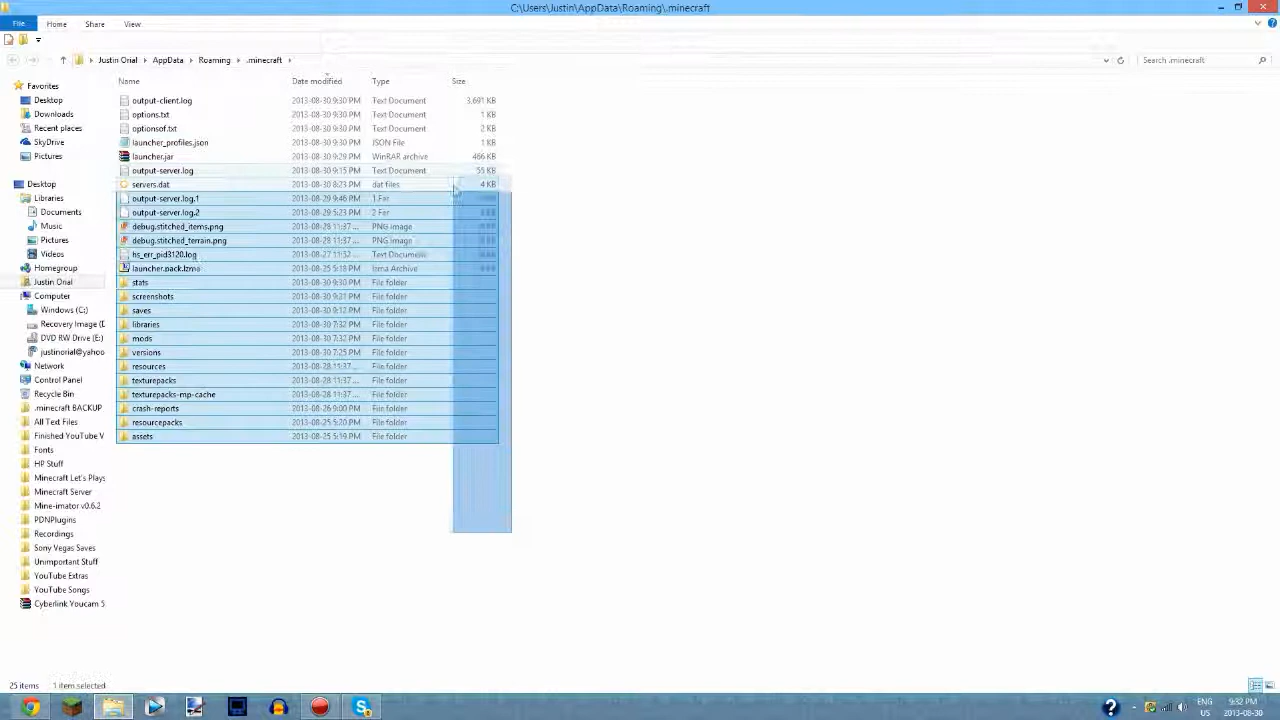 C:\Users\Justin\AppData\Roaming\.minecraft
File Home Share View
Justin Orial AppData Roaming .minecraft Search .minecraft
Name Date modified Type Size
Favorites
Desktop
Downloads
Recent places
SkyDrive
Pictures
Desktop
Libraries
Documents
Music
Pictures
Videos
Homegroup
Justin Orial
Computer
Windows (C:)
Recovery Image (D
DVD RW Drive (E:)
justinorial@yahoo
Network
Control Panel
Recycle Bin
.minecraft BACKUP
All Text Files
Finished YouTube V
Fonts
HP Stuff
Minecraft Let's Plays
Minecraft Server
Mine-imator v0.6.2
PDNPlugins
Recordings
Sony Vegas Saves
Unimportant Stuff
YouTube Extras
YouTube Songs
Cyberlink Youcam 5
output-client.log 2013-08-30 9:30 PM Text Document 3,691 KB
options.txt 2013-08-30 9:30 PM Text Document 1 KB
optionsof.txt 2013-08-30 9:30 PM Text Document 2 KB
launcher_profiles.json 2013-08-30 9:30 PM JSON File 1 KB
launcher.jar 2013-08-30 9:29 PM WinRAR archive 466 KB
output-server.log 2013-08-30 9:15 PM Text Document 55 KB
servers.dat 2013-08-30 8:23 PM dat files 4 KB
output-server.log.1 2013-08-29 9:46 PM 1 File
output-server.log.2 2013-08-29 5:23 PM 2 File
debug.stitched_items.png 2013-08-28 11:37 ... PNG image
debug.stitched_terrain.png 2013-08-28 11:37 ... PNG image
hs_err_pid3120.log 2013-08-27 11:32 ... Text Document
launcher.pack.lzma 2013-08-25 5:18 PM lzma Archive
stats 2013-08-30 9:30 PM File folder
screenshots 2013-08-30 9:21 PM File folder
saves 2013-08-30 9:12 PM File folder
libraries 2013-08-30 7:32 PM File folder
mods 2013-08-30 7:32 PM File folder
versions 2013-08-30 7:25 PM File folder
resources 2013-08-28 11:37 ... File folder
texturepacks 2013-08-28 11:37 ... File folder
texturepacks-mp-cache 2013-08-28 11:37 ... File folder
crash-reports 2013-08-26 9:00 PM File folder
resourcepacks 2013-08-25 5:20 PM File folder
assets 2013-08-25 5:19 PM File folder
25 items 1 item selected
ENG
US
9:32 PM
2013-08-30